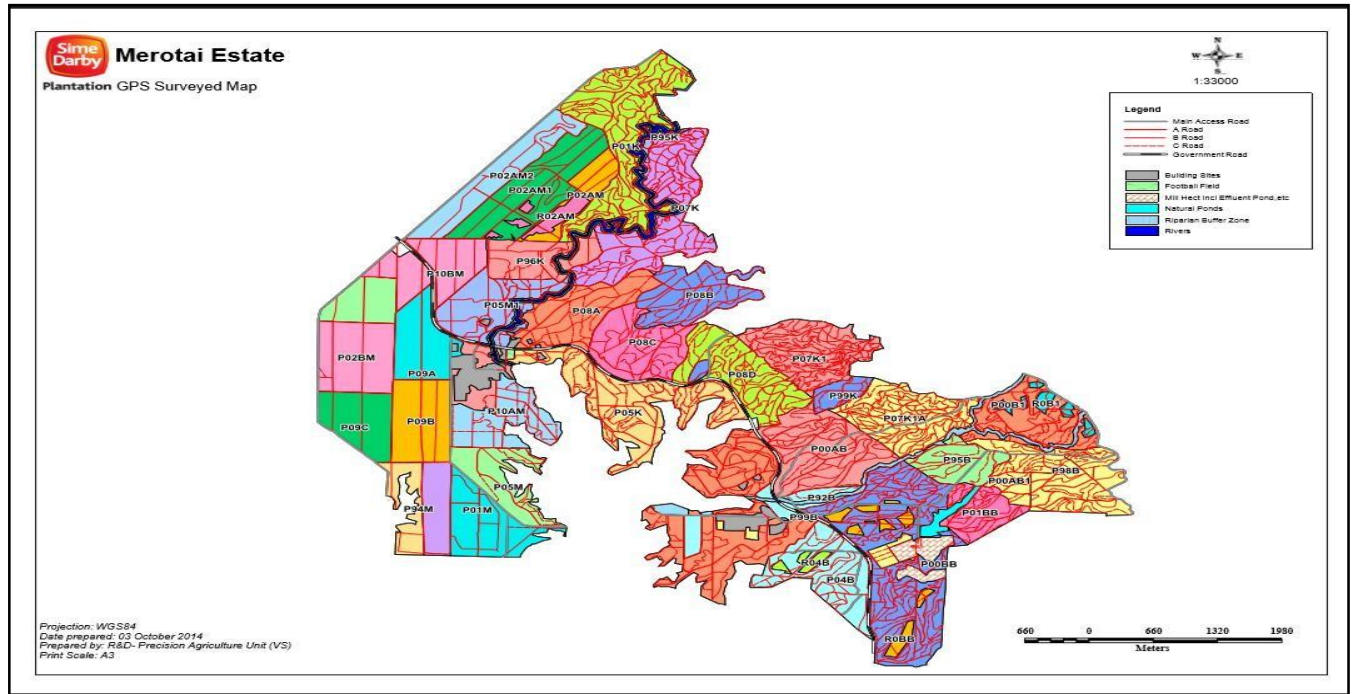 Sime
Darby
Merotai Estate
Plantation GPS Surveyed Map
N
W E
S
1:33000
Legend
Main Access Road
A Road
B Road
C Road
Government Road
Building Sites
Football Field
Mill Hect Incl Effluent Pond,etc
Natural Ponds
Riparian Buffer Zone
Rivers
P95K
P01K
P02AM2
P02AM1
P02AM
R02AM
P07K
P96K
P10BM
P05M1
P08B
P08A
P08C
P02BM
P09A
P07K1
P08D
P99K
P10AM
P05K
P09C
P09B
P07K1A
P00B1
R0B1
P00AB
P95B
P98B
P00AB1
P05M
P94M
P01M
P92B
P99B
P01BB
R04B
P04B
P00BB
R0BB
Projection: WGS84
Date prepared: 03 October 2014
Prepared by: R&D- Precision Agriculture Unit (VS)
Print Scale: A3
660 0 660 1320 1980
Meters